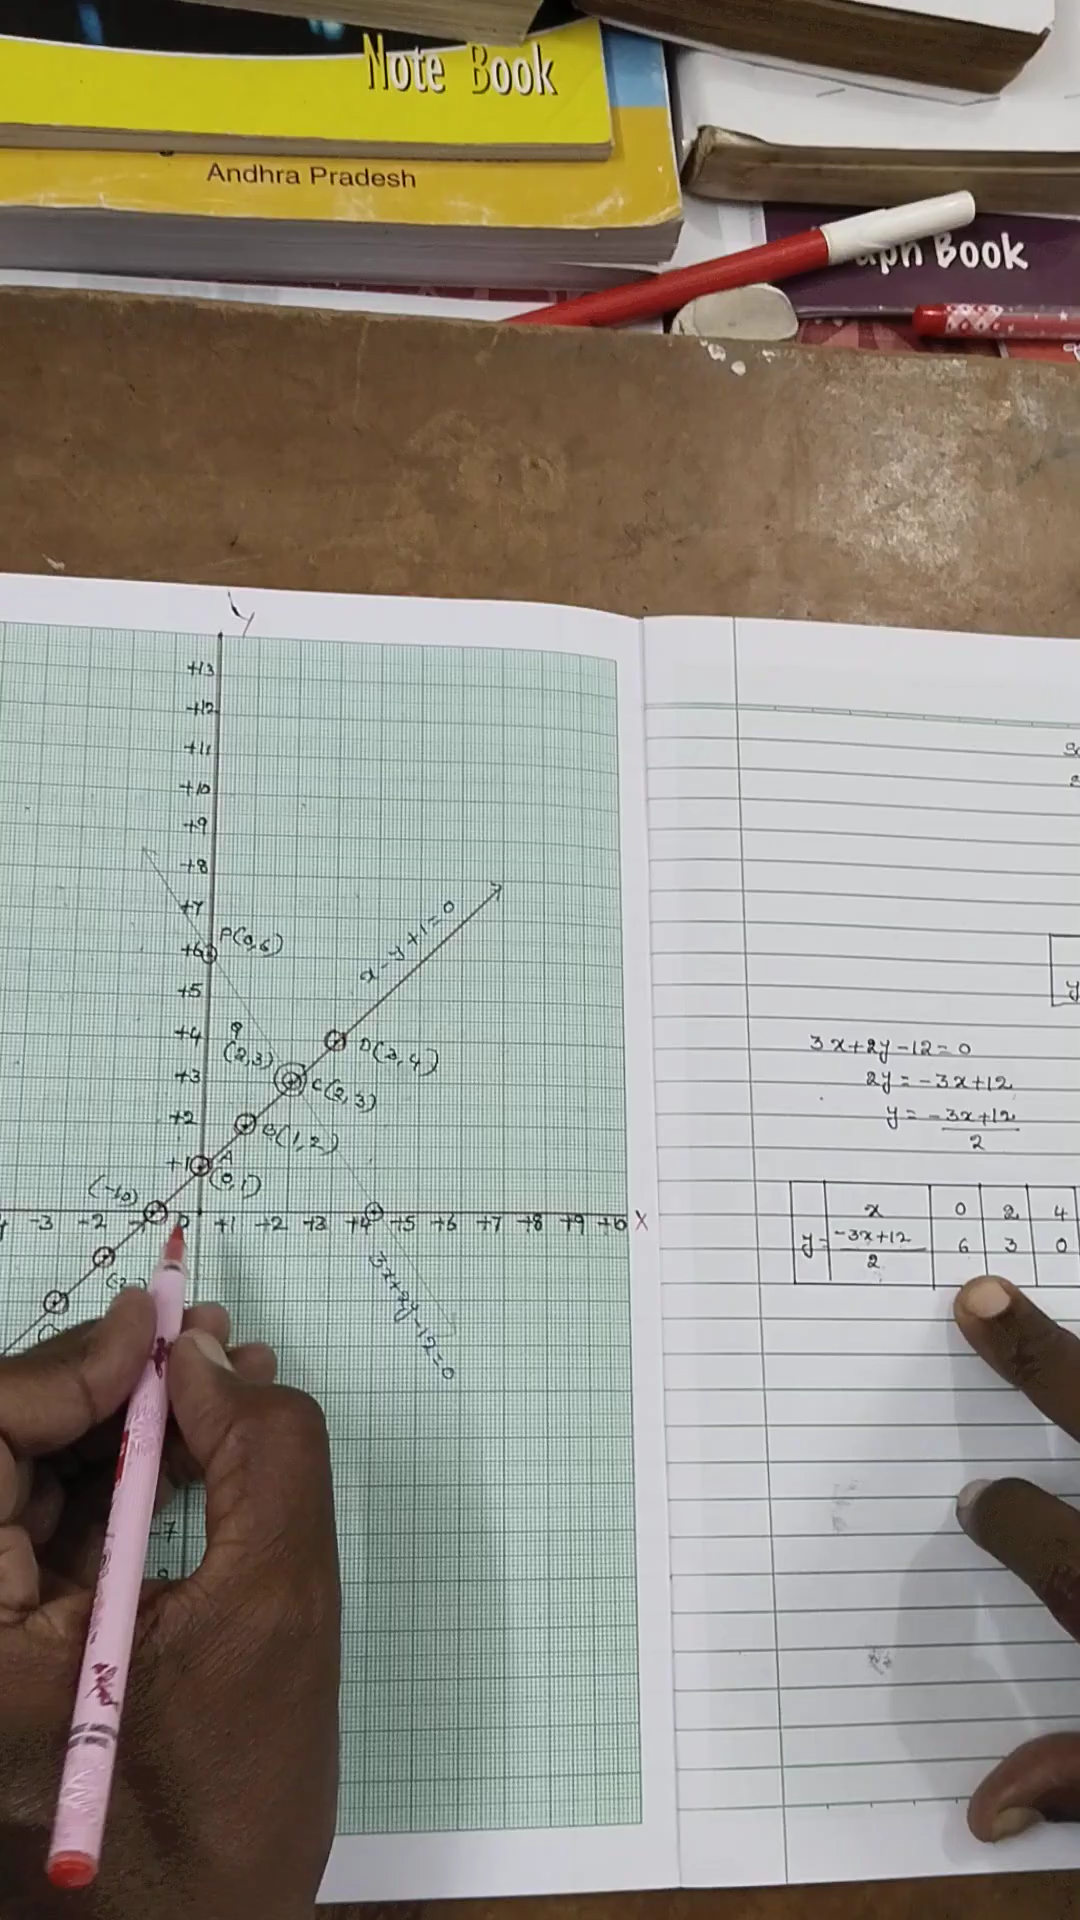 Note Book
Andhra Pradesh
Book
Y
+13
+12
+11
+10
+9
+8
+7
+6 P(0,6)
+5
+4
+3
+2
+1
x-y+1=0
Q
(2,3)
D(3,4)
C(2,3)
B(1,2)
A
(0,1)
(-1,0)
-3 -2 -1 0 +1 +2 +3 +4 +5 +6 +7 +8 +9 +10 X
3x+2y-12=0
-7
3x+2y-12=0
2y=-3x+12
y=-3x+12
2
x 0 2 4
y= -3x+12 6 3 0
2